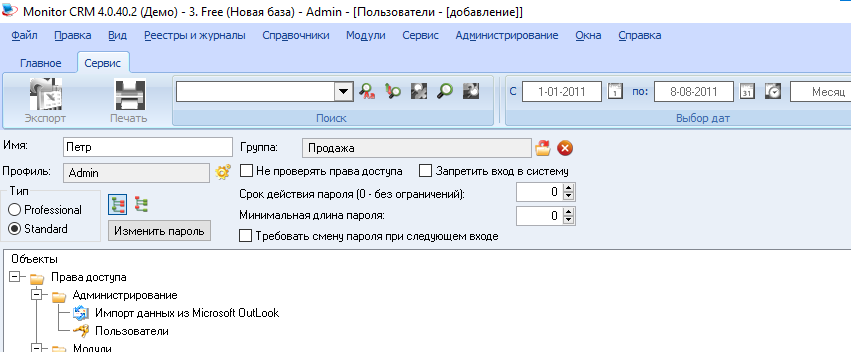 Monitor CRM 4.0.40.2 (Демо) - 3. Free (Новая база) - Admin - [Пользователи - [добавление]]
Файл Правка Вид Реестры и журналы Справочники Модули Сервис Администрирование Окна Справка
Главное Сервис
С 1-01-2011 1 по: 8-08-2011 31 Месяц
Экспорт Печать Поиск Выбор дат
Имя: Петр Группа: Продажа
Профиль: Admin Не проверять права доступа Запретить вход в систему
Тип
Срок действия пароля (0 - без ограничений): 0
Professional
Минимальная длина пароля: 0
Standard Изменить пароль
Требовать смену пароля при следующем входе
Объекты
Права доступа
Администрирование
Импорт данных из Microsoft OutLook
Пользователи
Модули